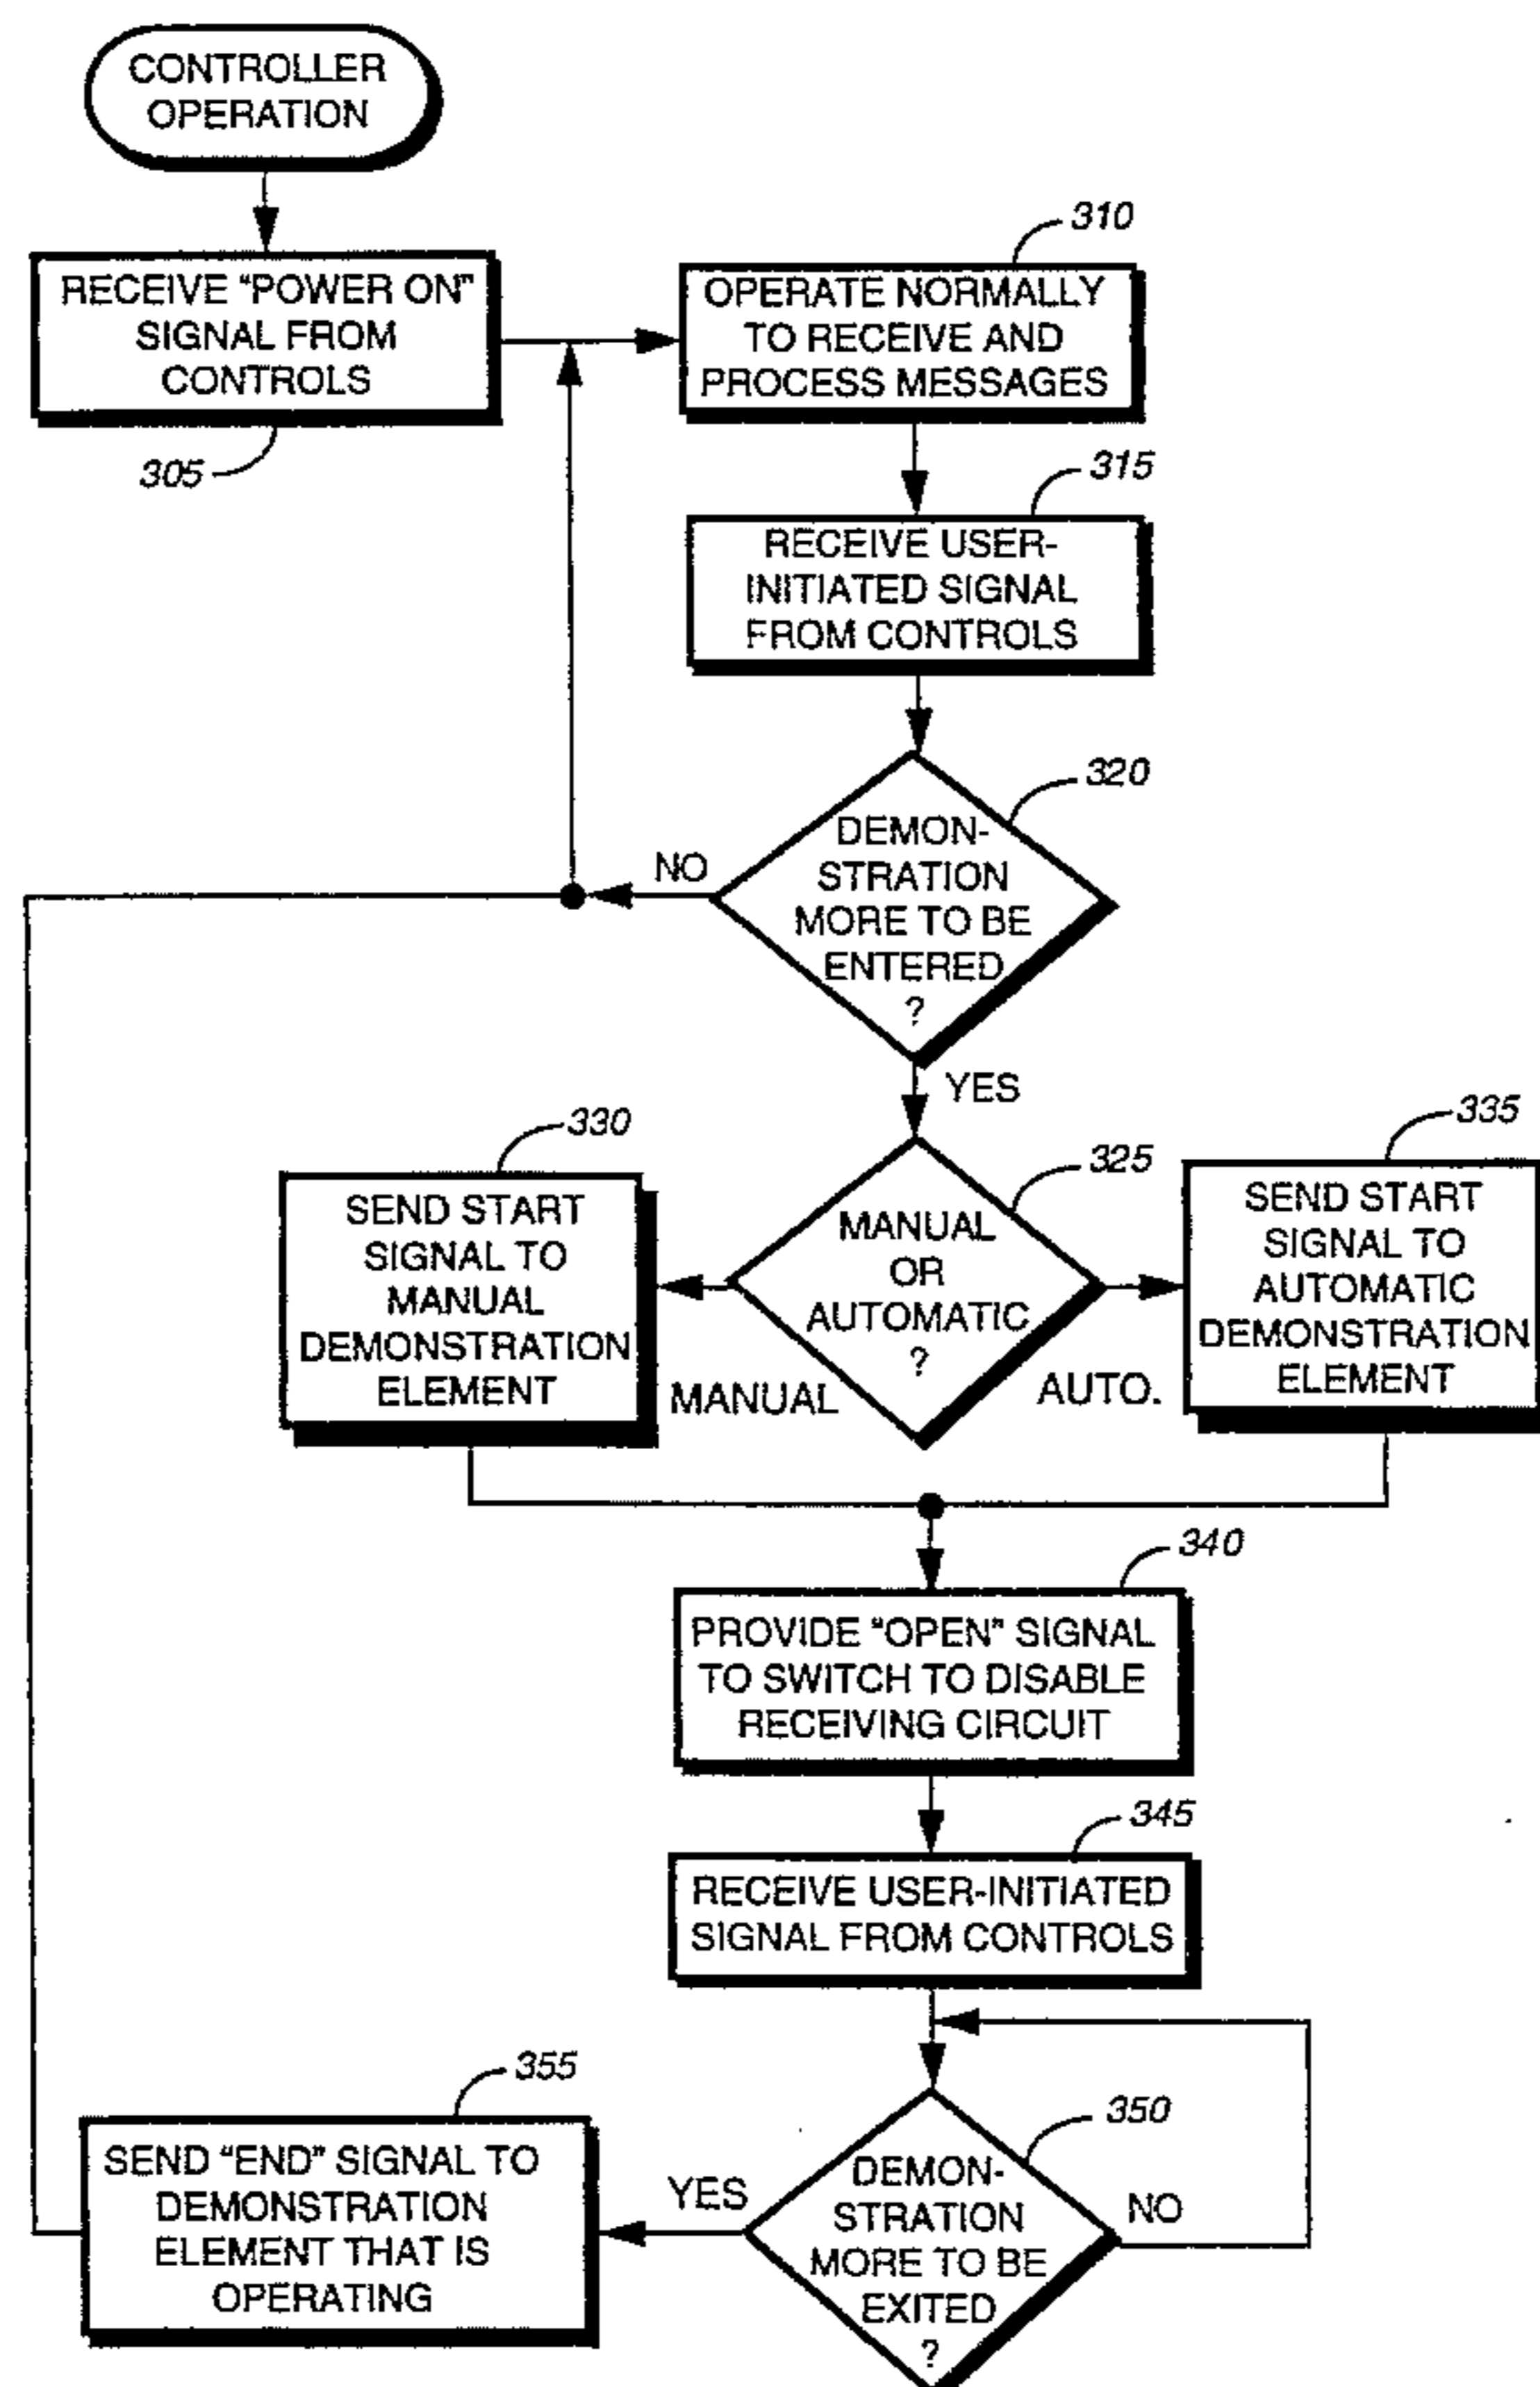 CONTROLLER
OPERATION
RECEIVE "POWER ON"
SIGNAL FROM
CONTROLS
305
310
OPERATE NORMALLY
TO RECEIVE AND
PROCESS MESSAGES
315
RECEIVE USER-
INITIATED SIGNAL
FROM CONTROLS
320
DEMON-
STRATION
MORE TO BE
ENTERED
?
NO
YES
325
MANUAL
OR
AUTOMATIC
?
MANUAL
AUTO.
330
SEND START
SIGNAL TO
MANUAL
DEMONSTRATION
ELEMENT
335
SEND START
SIGNAL TO
AUTOMATIC
DEMONSTRATION
ELEMENT
340
PROVIDE "OPEN" SIGNAL
TO SWITCH TO DISABLE
RECEIVING CIRCUIT
345
RECEIVE USER-INITIATED
SIGNAL FROM CONTROLS
350
DEMON-
STRATION
MORE TO BE
EXITED
?
NO
YES
355
SEND "END" SIGNAL TO
DEMONSTRATION
ELEMENT THAT IS
OPERATING